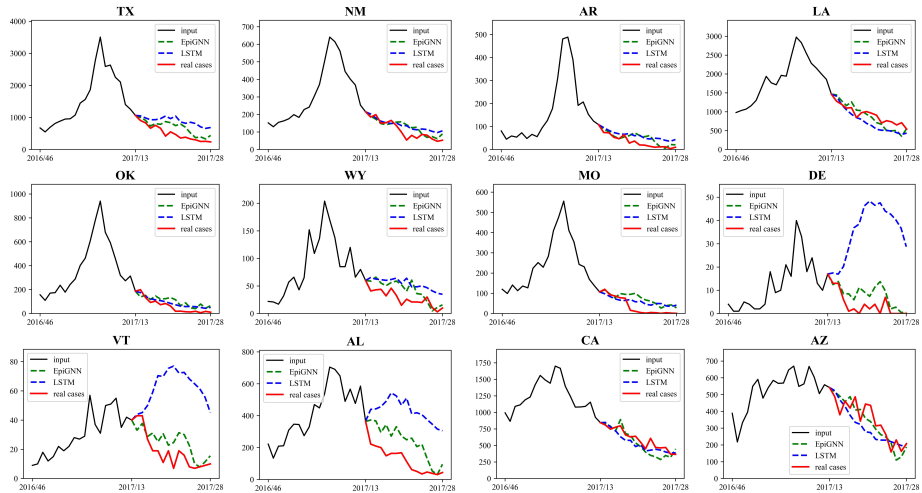 TX
4000
3000
2000
1000
0
2016/46
2017/13
2017/28
input
EpiGNN
LSTM
real cases
NM
700
600
500
400
300
200
100
0
2016/46
2017/13
2017/28
input
EpiGNN
LSTM
real cases
AR
500
400
300
200
100
0
2016/46
2017/13
2017/28
input
EpiGNN
LSTM
real cases
LA
3000
2500
2000
1500
1000
500
0
2016/46
2017/13
2017/28
input
EpiGNN
LSTM
real cases
OK
1000
800
600
400
200
0
2016/46
2017/13
2017/28
input
EpiGNN
LSTM
real cases
WY
200
150
100
50
0
2016/46
2017/13
2017/28
input
EpiGNN
LSTM
real cases
MO
600
500
400
300
200
100
0
2016/46
2017/13
2017/28
input
EpiGNN
LSTM
real cases
DE
50
40
30
20
10
0
2016/46
2017/13
2017/28
input
EpiGNN
LSTM
real cases
VT
80
60
40
20
0
2016/46
2017/13
2017/28
input
EpiGNN
LSTM
real cases
AL
800
600
400
200
0
2016/46
2017/13
2017/28
input
EpiGNN
LSTM
real cases
CA
1750
1500
1250
1000
750
500
250
0
2016/46
2017/13
2017/28
input
EpiGNN
LSTM
real cases
AZ
700
600
500
400
300
200
100
0
2016/46
2017/13
2017/28
input
EpiGNN
LSTM
real cases